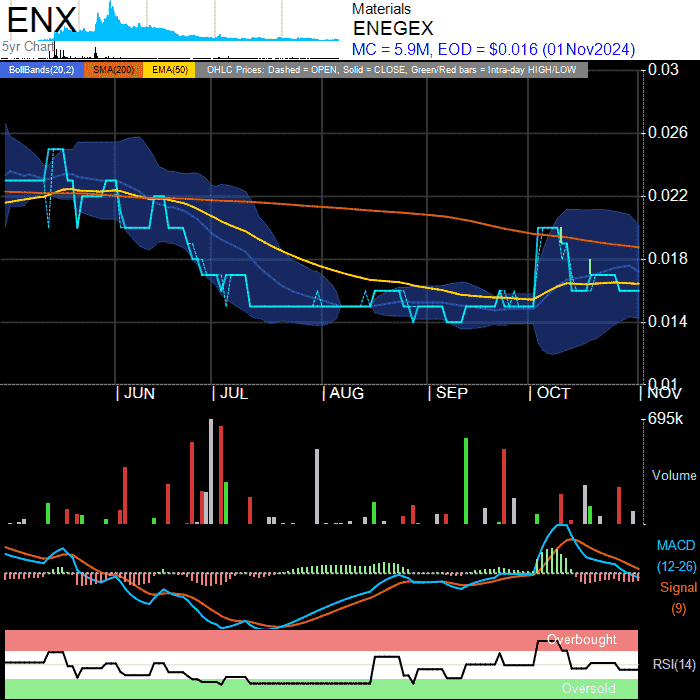 ENX
5yr Chart
Materials
ENEGEX
MC = 5.9M, EOD = $0.016 (01Nov2024)
BollBands(20,2) SMA(200) EMA(50) OHLC Prices: Dashed = OPEN, Solid = CLOSE, Green/Red bars = Intra-day HIGH/LOW
0.03
0.026
0.022
0.018
0.014
0.01
JUN JUL AUG SEP OCT NOV
695k
Volume
MACD
(12-26)
Signal
(9)
Overbought
RSI(14)
Oversold